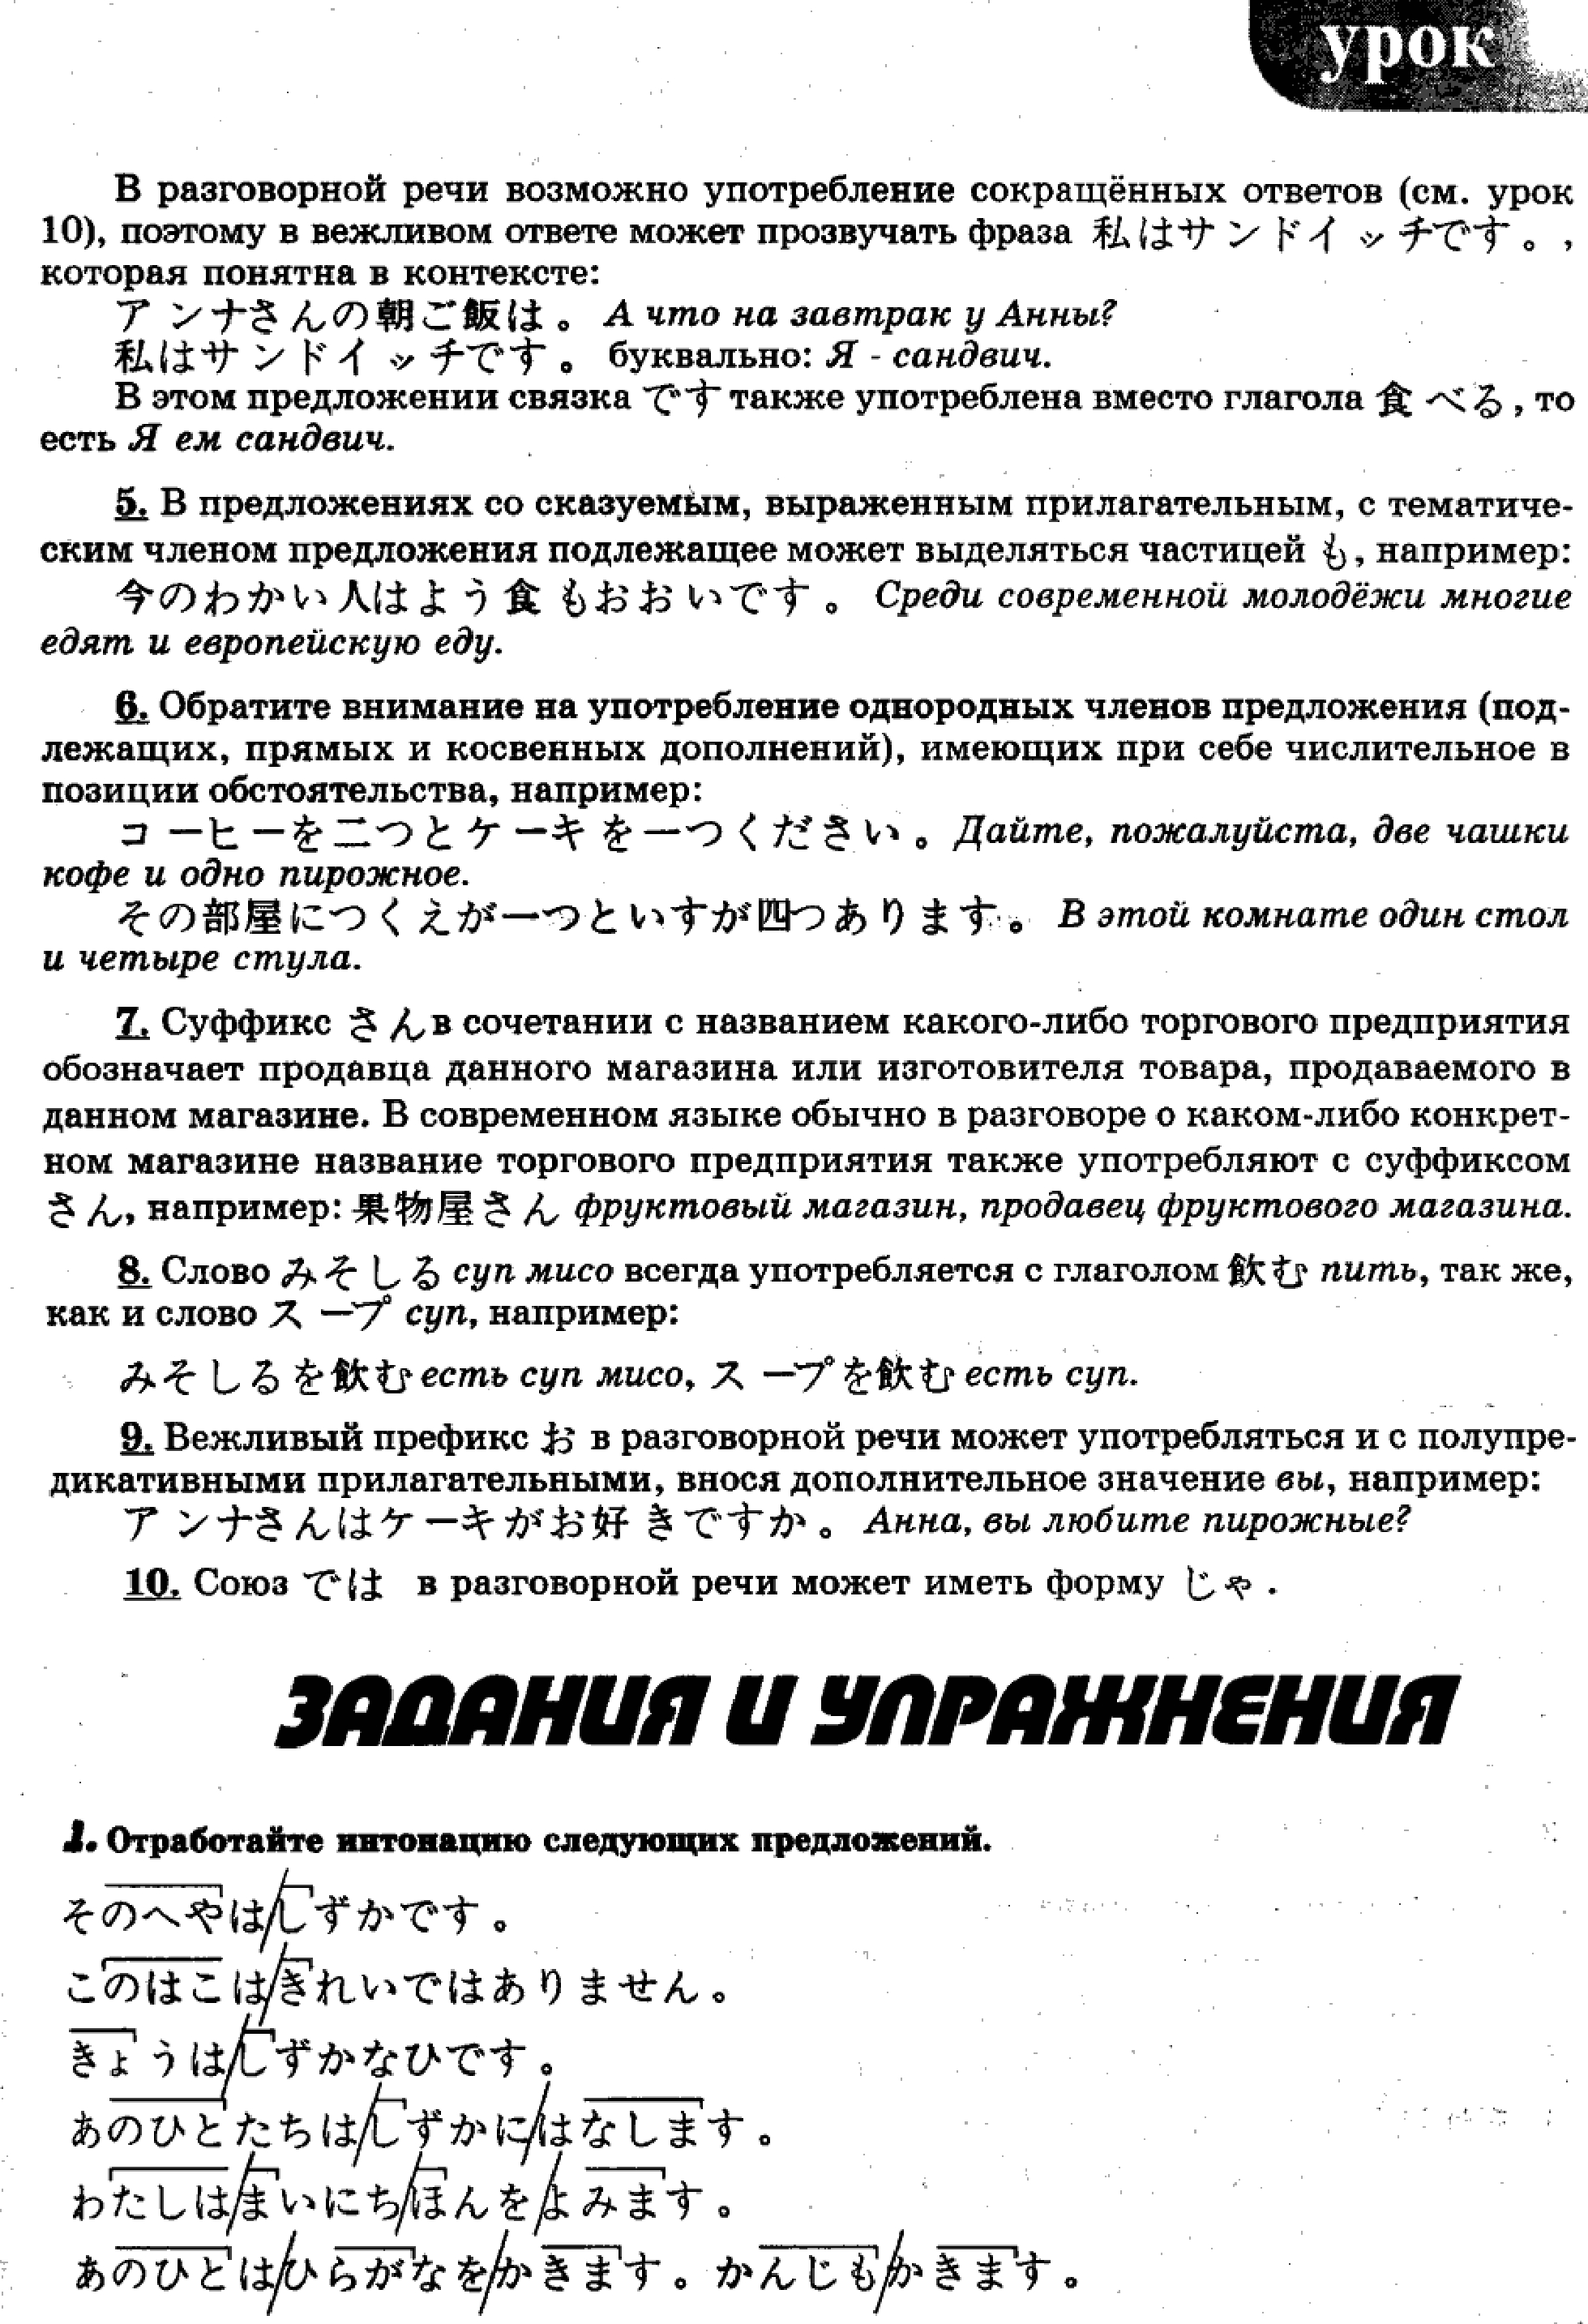 урок
В разговорной речи возможно употребление сокращённых ответов (см. урок
10), поэтому в вежливом ответе может прозвучать фраза 私はサンドイッチです。,
которая понятна в контексте:
アンナさんの朝ご飯は。 А что на завтрак у Анны?
私はサンドイッチです。 буквально: Я - сандвич.
В этом предложении связка です также употреблена вместо глагола 食べる, то
есть Я ем сандвич.
5. В предложениях со сказуемым, выраженным прилагательным, с тематиче-
ским членом предложения подлежащее может выделяться частицей も, например:
今のわかい人はよう食もおおいです。 Среди современной молодёжи многие
едят и европейскую еду.
6. Обратите внимание на употребление однородных членов предложения (под-
лежащих, прямых и косвенных дополнений), имеющих при себе числительное в
позиции обстоятельства, например:
コーヒーを二つとケーキを一つください。Дайте, пожалуйста, две чашки
кофе и одно пирожное.
その部屋につくえが一つといすが四つあります。 В этой комнате один стол
и четыре стула.
7. Суффикс さん в сочетании с названием какого-либо торгового предприятия
обозначает продавца данного магазина или изготовителя товара, продаваемого в
данном магазине. В современном языке обычно в разговоре о каком-либо конкрет-
ном магазине название торгового предприятия также употребляют с суффиксом
さん, например: 果物屋さん фруктовый магазин, продавец фруктового магазина.
8. Слово みそしる суп мисо всегда употребляется с глаголом 飲む пить, так же,
как и слово スープ суп, например:
みそしるを飲む есть суп мисо, スープを飲む есть суп.
9. Вежливый префикс お в разговорной речи может употребляться и с полупре-
дикативными прилагательными, внося дополнительное значение вы, например:
アンナさんはケーキがお好きですか。 Анна, вы любите пирожные?
10. Союз では в разговорной речи может иметь форму じゃ.
ЗАДАНИЯ И УПРАЖНЕНИЯ
1. Отработайте интонацию следующих предложений.
そのへやは/しずかです。
このはこは/きれいではありません。
きょうは/しずかなひです。
あのひとたちは/しずかに/はなします。
わたしは/まいにち/ほんを/よみます。
あのひとは/ひらがなを/かきます。かんじも/かきます。